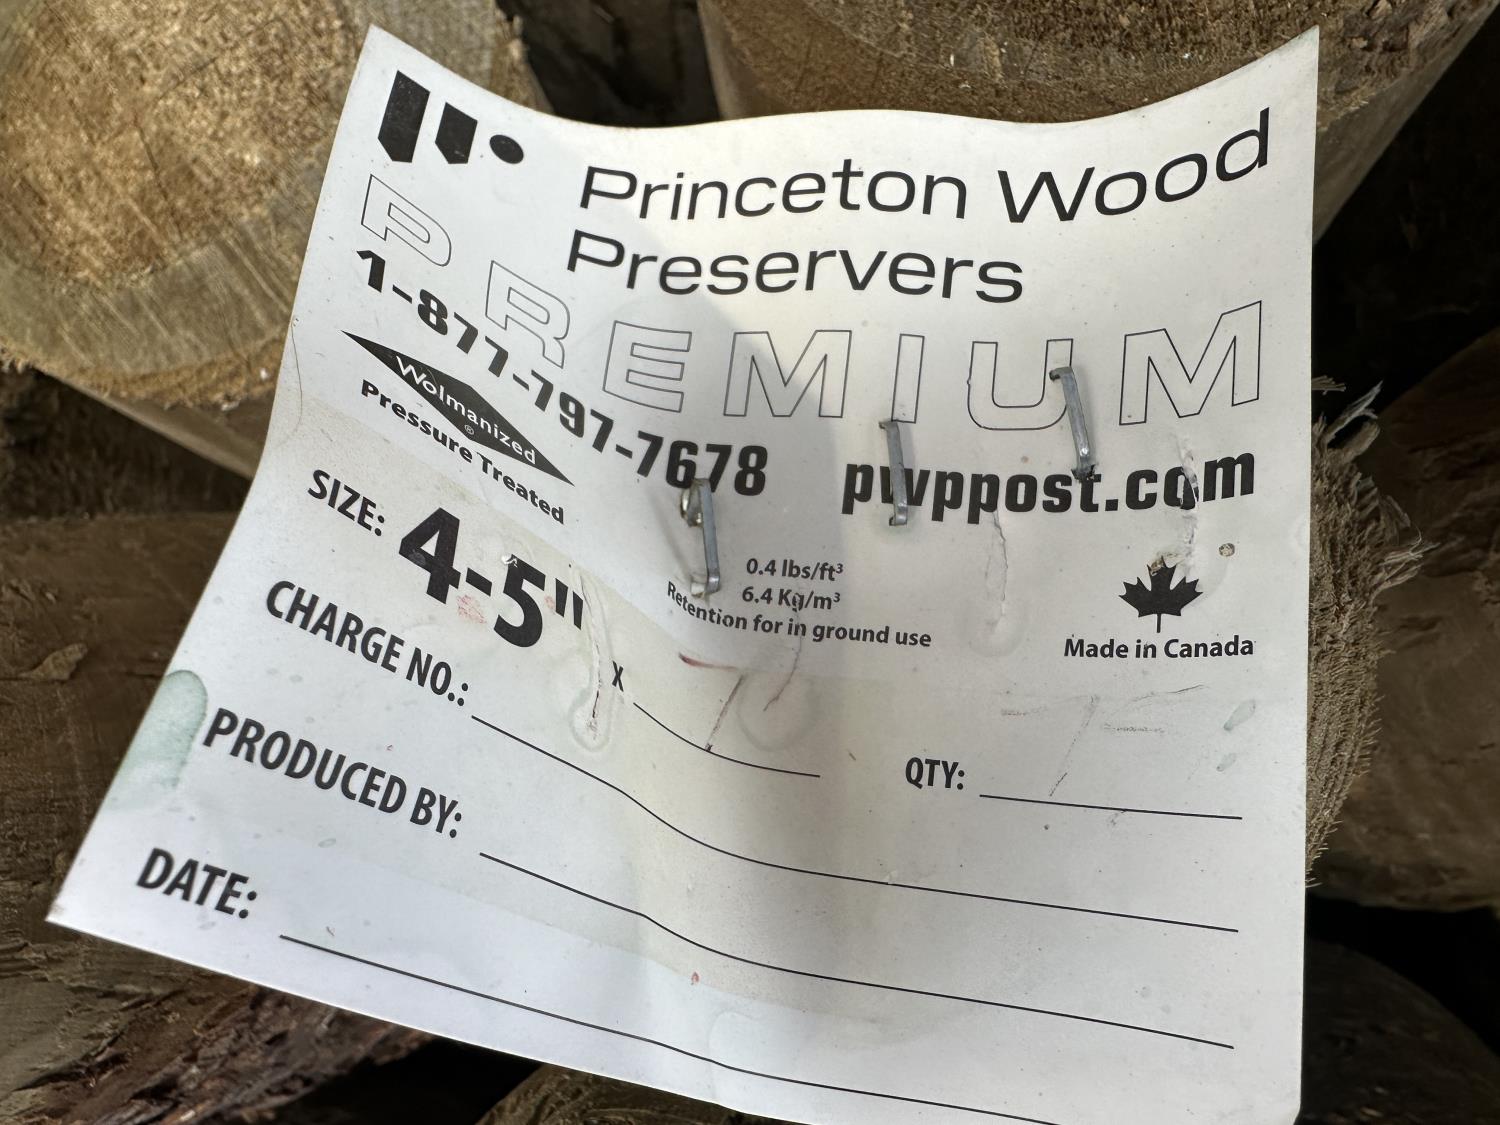 Princeton Wood
Preservers
PREMIUM
1-877-797-7678
pwppost.com
Wolmanized
®
Pressure Treated
0.4 lbs/ft³
6.4 Kg/m³
Retention for in ground use
Made in Canada
SIZE: 4-5" x
QTY:
CHARGE NO.:
PRODUCED BY:
DATE: